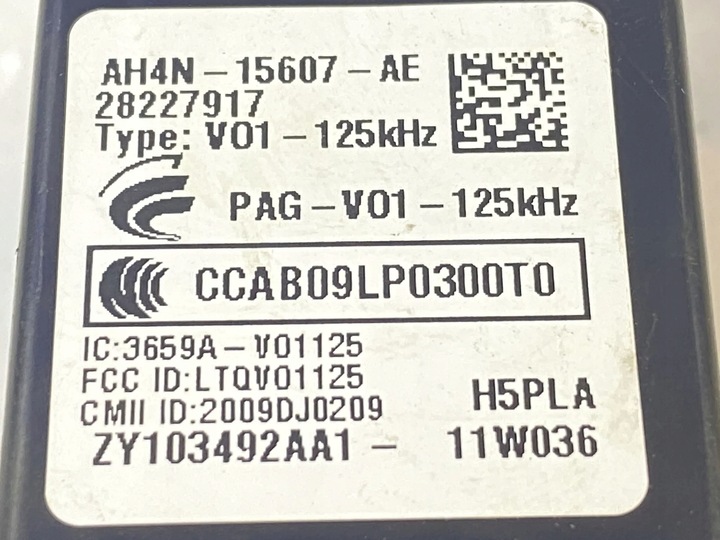 AH4N-15607-AE
28227917
Type: V01-125kHz
PAG-V01-125kHz
CCAB09LP0300T0
IC:3659A-V01125
FCC ID:LTQV01125
CMII ID:2009DJ0209
H5PLA
ZY103492AA1- 11W036